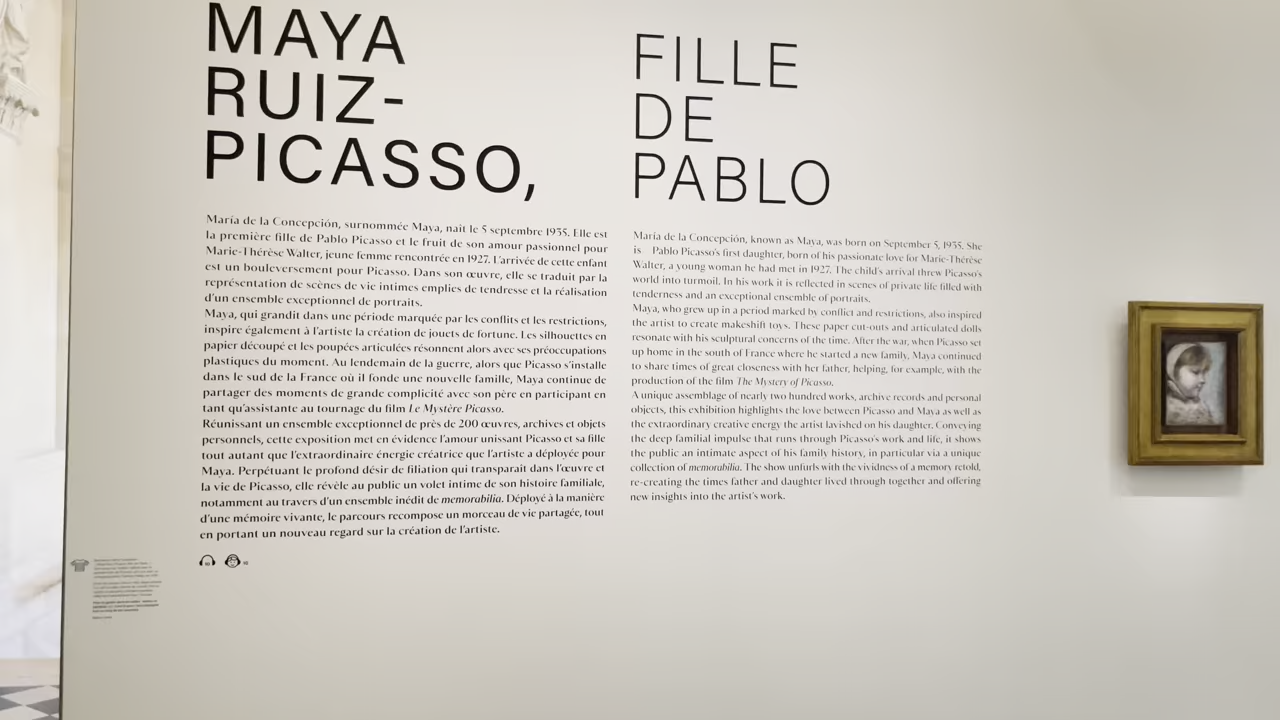 MAYA
RUIZ-
PICASSO,
María de la Concepción, surnommée Maya, naît le 5 septembre 1935. Elle est
la première fille de Pablo Picasso et le fruit de son amour passionnel pour
Marie-Thérèse Walter, jeune femme rencontrée en 1927. L'arrivée de cette enfant
est un bouleversement pour Picasso. Dans son œuvre, elle se traduit par la
représentation de scènes de vie intimes emplies de tendresse et la réalisation
d'un ensemble exceptionnel de portraits.
Maya, qui grandit dans une période marquée par les conflits et les restrictions,
inspire également à l'artiste la création de jouets de fortune. Les silhouettes en
papier découpé et les poupées articulées résonnent alors avec ses préoccupations
plastiques du moment. Au lendemain de la guerre, alors que Picasso s'installe
dans le sud de la France où il fonde une nouvelle famille, Maya continue de
partager des moments de grande complicité avec son père en participant en
tant qu'assistante au tournage du film Le Mystère Picasso.
Réunissant un ensemble exceptionnel de près de 200 œuvres, archives et objets
personnels, cette exposition met en évidence l'amour unissant Picasso et sa fille
tout autant que l'extraordinaire énergie créatrice que l'artiste a déployée pour
Maya. Perpétuant le profond désir de filiation qui transparaît dans l'œuvre et
la vie de Picasso, elle révèle au public un volet intime de son histoire familiale,
notamment au travers d'un ensemble inédit de memorabilia. Déployé à la manière
d'une mémoire vivante, le parcours recompose un morceau de vie partagée, tout
en portant un nouveau regard sur la création de l'artiste.
FILLE
DE
PABLO
María de la Concepción, known as Maya, was born on September 5, 1935. She
is Pablo Picasso's first daughter, born of his passionate love for Marie-Thérèse
Walter, a young woman he had met in 1927. The child's arrival threw Picasso's
world into turmoil. In his work it is reflected in scenes of private life filled with
tenderness and an exceptional ensemble of portraits.
Maya, who grew up in a period marked by conflict and restrictions, also inspired
the artist to create makeshift toys. These paper cut-outs and articulated dolls
resonate with his sculptural concerns of the time. After the war, when Picasso set
up home in the south of France where he started a new family, Maya continued
to share times of great closeness with her father, helping, for example, with the
production of the film The Mystery of Picasso.
A unique assemblage of nearly two hundred works, archive records and personal
objects, this exhibition highlights the love between Picasso and Maya as well as
the extraordinary creative energy the artist lavished on his daughter. Conveying
the deep familial impulse that runs through Picasso's work and life, it shows
the public an intimate aspect of his family history, in particular via a unique
collection of memorabilia. The show unfurls with the vividness of a memory retold,
re-creating the times father and daughter lived through together and offering
new insights into the artist's work.